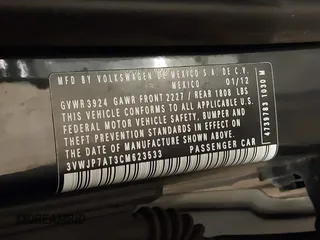 MFD. BY VOLKSWAGEN DE MEXICO S.A. DE C.V.
01/12
GVWR 3924 GAWR FRONT 2227 / REAR 1808 LBS
THIS VEHICLE CONFORMS TO ALL APPLICABLE U.S.
FEDERAL MOTOR VEHICLE SAFETY, BUMPER AND
THEFT PREVENTION STANDARDS IN EFFECT ON THE
DATE OF MANUFACTURE SHOWN ABOVE
3VWJP7AT3CM623533
PASSENGER CAR
4739703 1030 M